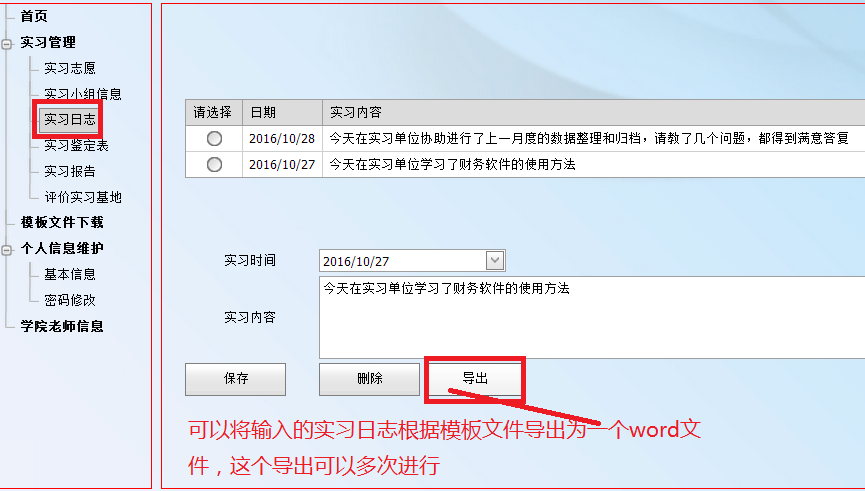 首页
实习管理
实习志愿
实习小组信息
实习日志
实习鉴定表
实习报告
评价实习基地
模板文件下载
个人信息维护
基本信息
密码修改
学院老师信息
请选择 日期 实习内容
2016/10/28 今天在实习单位协助进行了上一月度的数据整理和归档，请教了几个问题，都得到满意答复
2016/10/27 今天在实习单位学习了财务软件的使用方法
实习时间 2016/10/27
今天在实习单位学习了财务软件的使用方法
实习内容
保存 删除 导出
可以将输入的实习日志根据模板文件导出为一个word文
件，这个导出可以多次进行